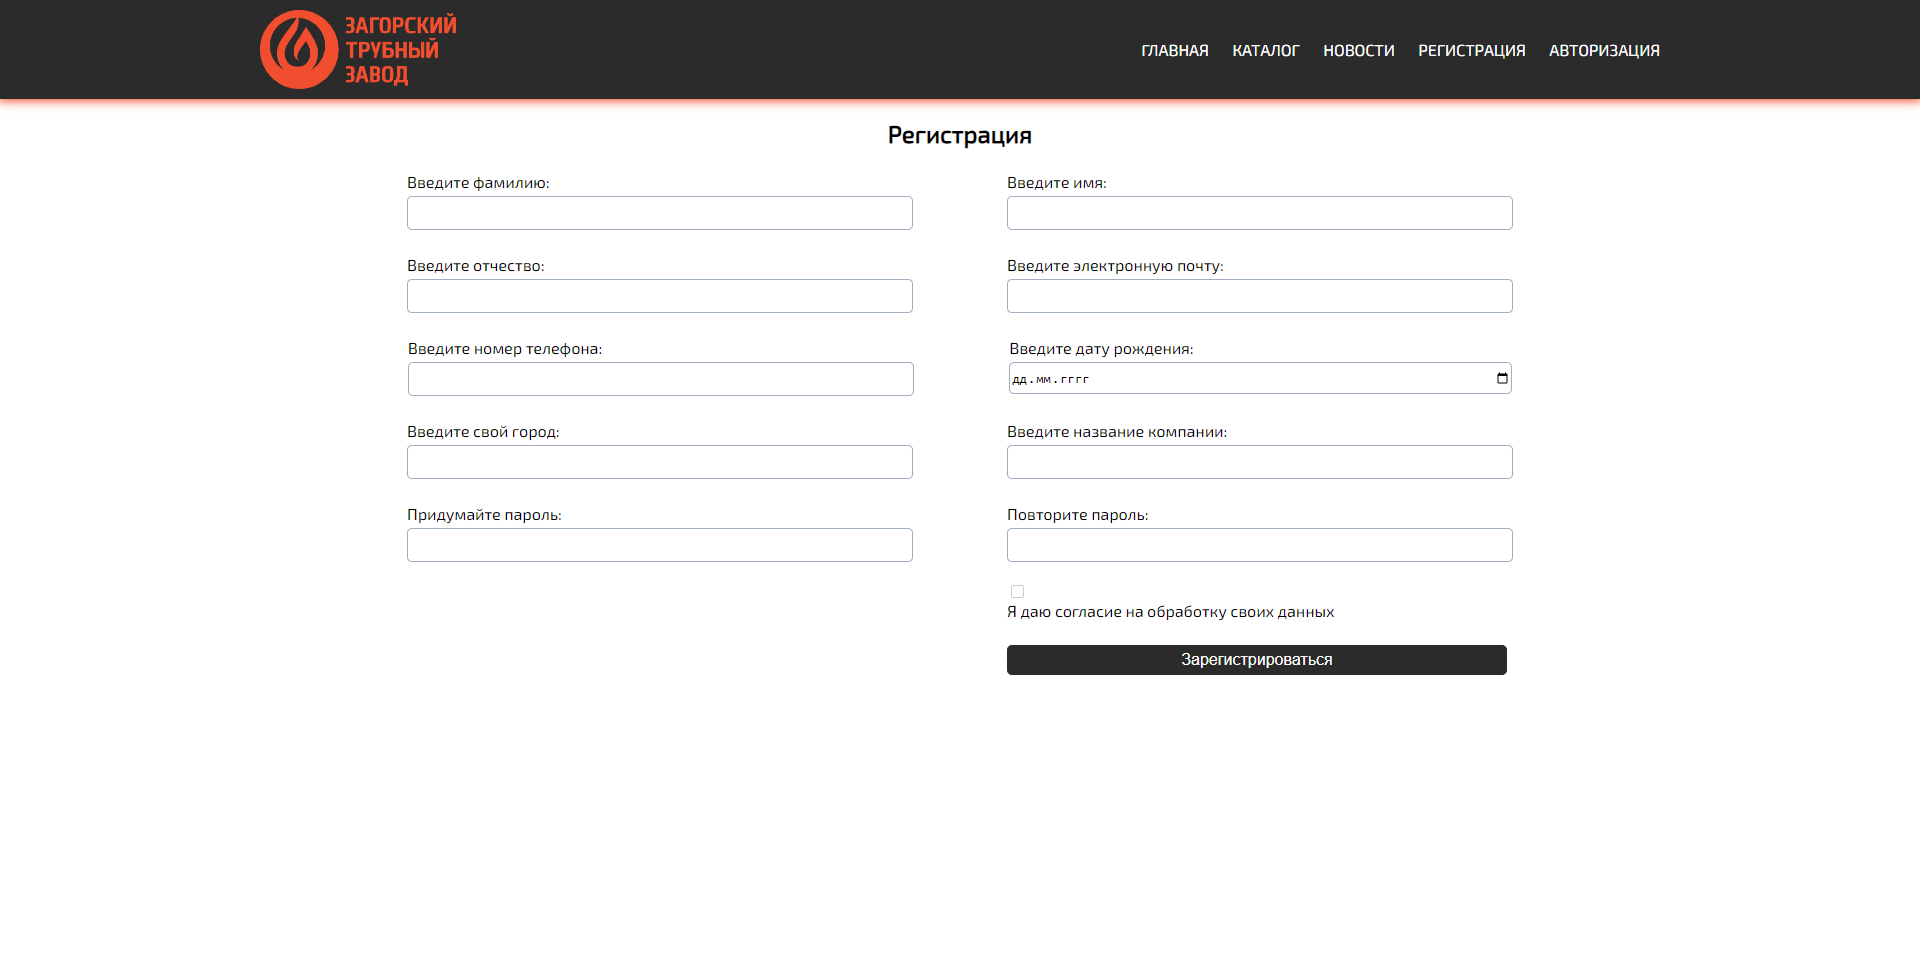 ЗАГОРСКИЙ
ТРУБНЫЙ
ЗАВОД
ГЛАВНАЯ КАТАЛОГ НОВОСТИ РЕГИСТРАЦИЯ АВТОРИЗАЦИЯ
Регистрация
Введите фамилию: Введите имя:
Введите отчество: Введите электронную почту:
Введите номер телефона: Введите дату рождения:
дд.мм.гггг
Введите свой город: Введите название компании:
Придумайте пароль: Повторите пароль:
Я даю согласие на обработку своих данных
Зарегистрироваться